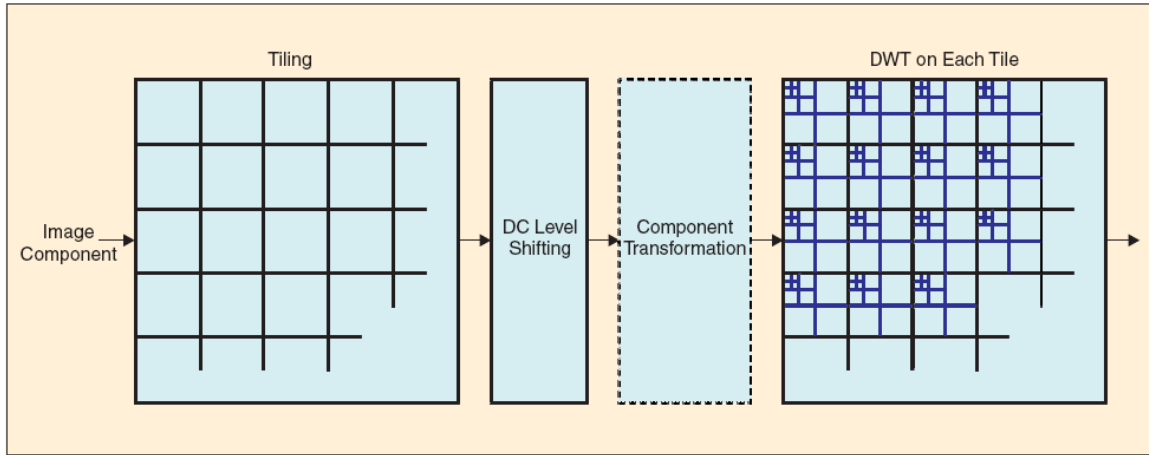 Tiling
DWT on Each Tile
Image
Component
DC Level
Shifting
Component
Transformation